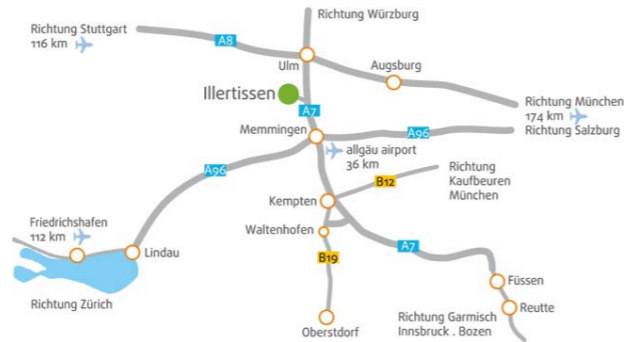 Richtung Würzburg
Richtung Stuttgart
116 km
A8
Ulm
Augsburg
Illertissen
A7
Richtung München
174 km
Memmingen
A96
Richtung Salzburg
allgäu airport
36 km
A96
Richtung
Kaufbeuren
München
B12
Kempten
Friedrichshafen
112 km
Waltenhofen
Lindau
B19
A7
Füssen
Richtung Zürich
Reutte
Richtung Garmisch
Innsbruck . Bozen
Oberstdorf